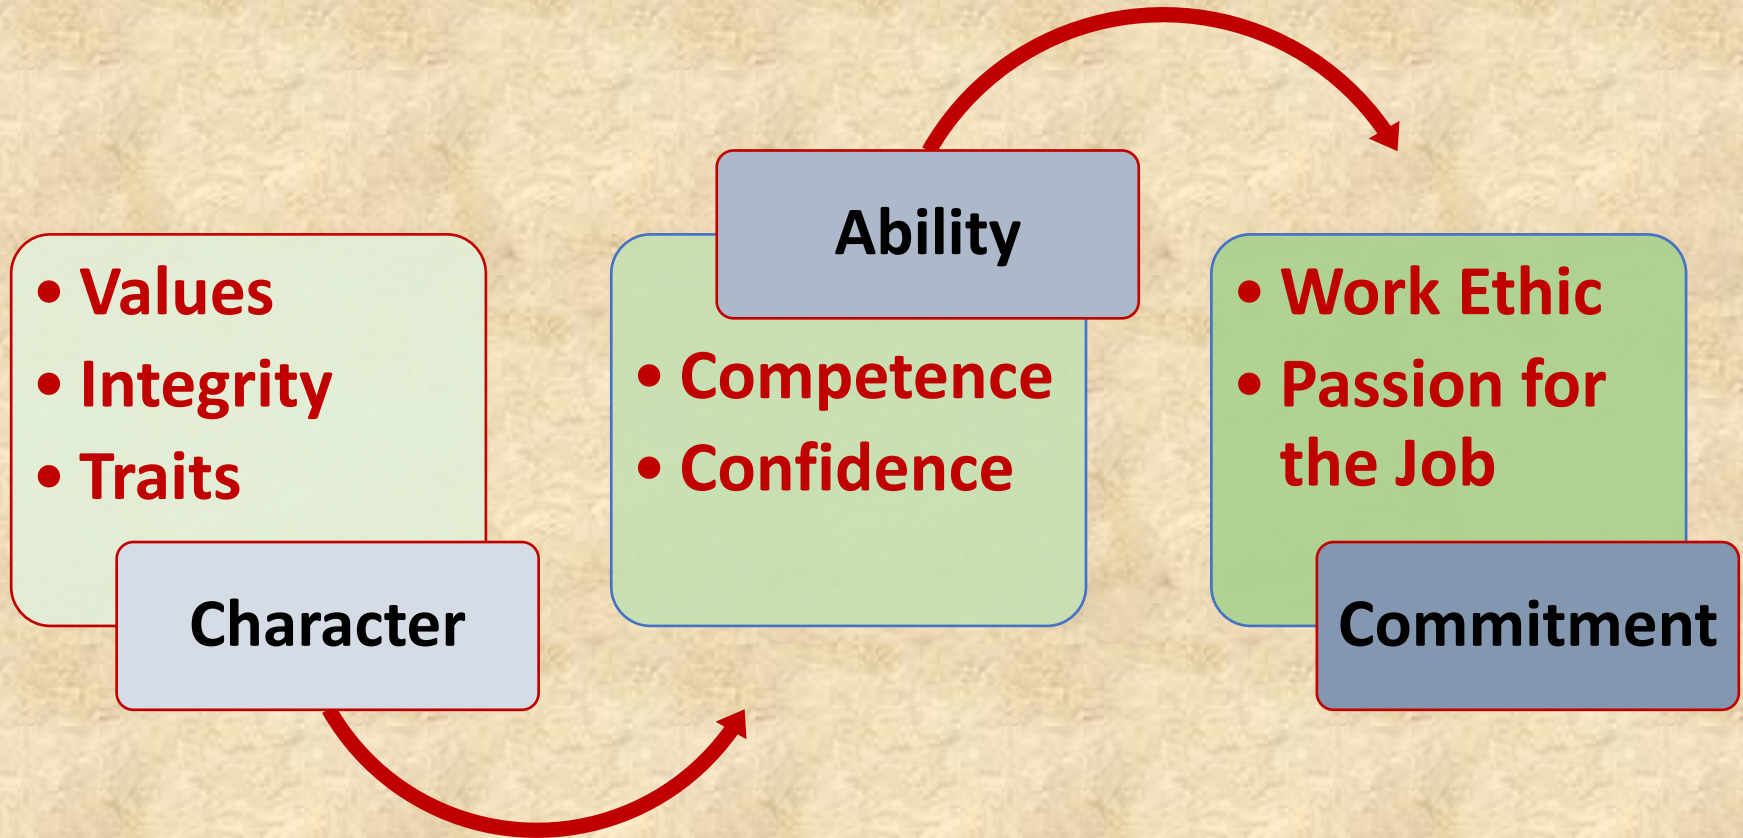 • Values
• Integrity
• Traits
Character
Ability
• Competence
• Confidence
• Work Ethic
• Passion for
the Job
Commitment